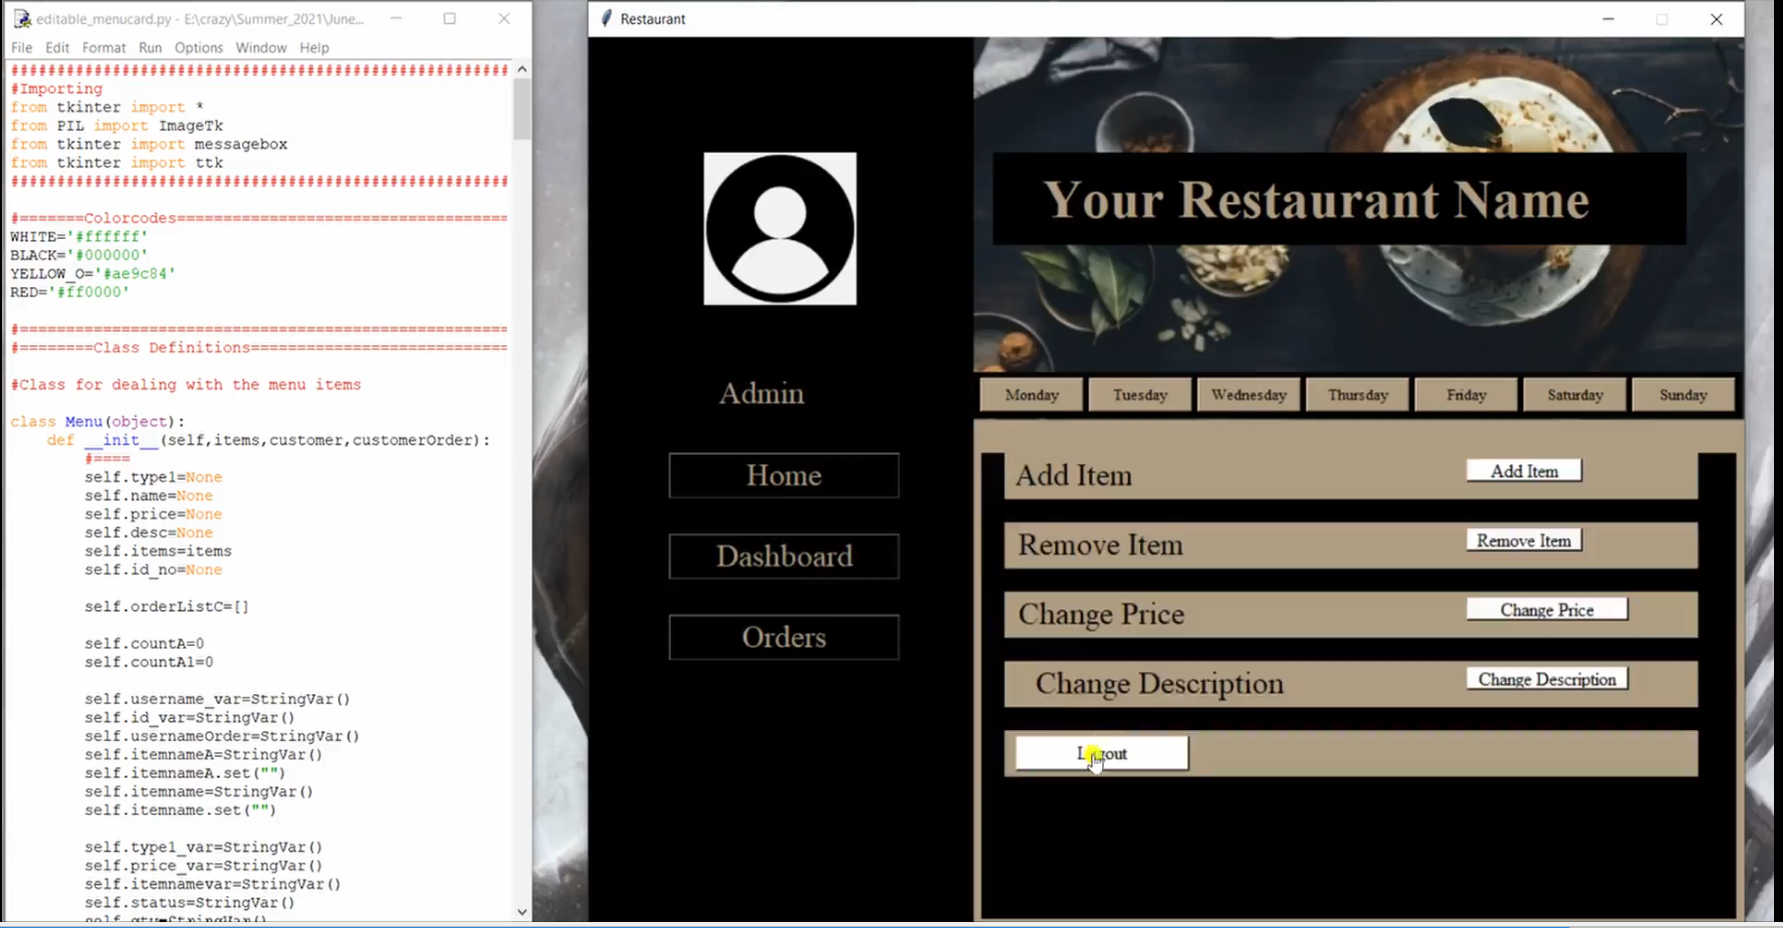 editable_menucard.py - E:\crazy\Summer_2021\June...
File Edit Format Run Options Window Help
######################################################
#Importing
from tkinter import *
from PIL import ImageTk
from tkinter import messagebox
from tkinter import ttk
######################################################
#=======Colorcodes====================================
WHITE='#ffffff'
BLACK='#000000'
YELLOW_O='#ae9c84'
RED='#ff0000'
#=====================================================
#========Class Definitions============================
#Class for dealing with the menu items
class Menu(object):
def __init__(self,items,customer,customerOrder):
#====
self.type1=None
self.name=None
self.price=None
self.desc=None
self.items=items
self.id_no=None
self.orderListC=[]
self.countA=0
self.countA1=0
self.username_var=StringVar()
self.id_var=StringVar()
self.usernameOrder=StringVar()
self.itemnameA=StringVar()
self.itemnameA.set("")
self.itemname=StringVar()
self.itemname.set("")
self.type1_var=StringVar()
self.price_var=StringVar()
self.itemnamevar=StringVar()
self.status=StringVar()
self.qty=StringVar()
Restaurant
Admin
Home
Dashboard
Orders
Your Restaurant Name
Monday Tuesday Wednesday Thursday Friday Saturday Sunday
Add Item Add Item
Remove Item Remove Item
Change Price Change Price
Change Description Change Description
Logout